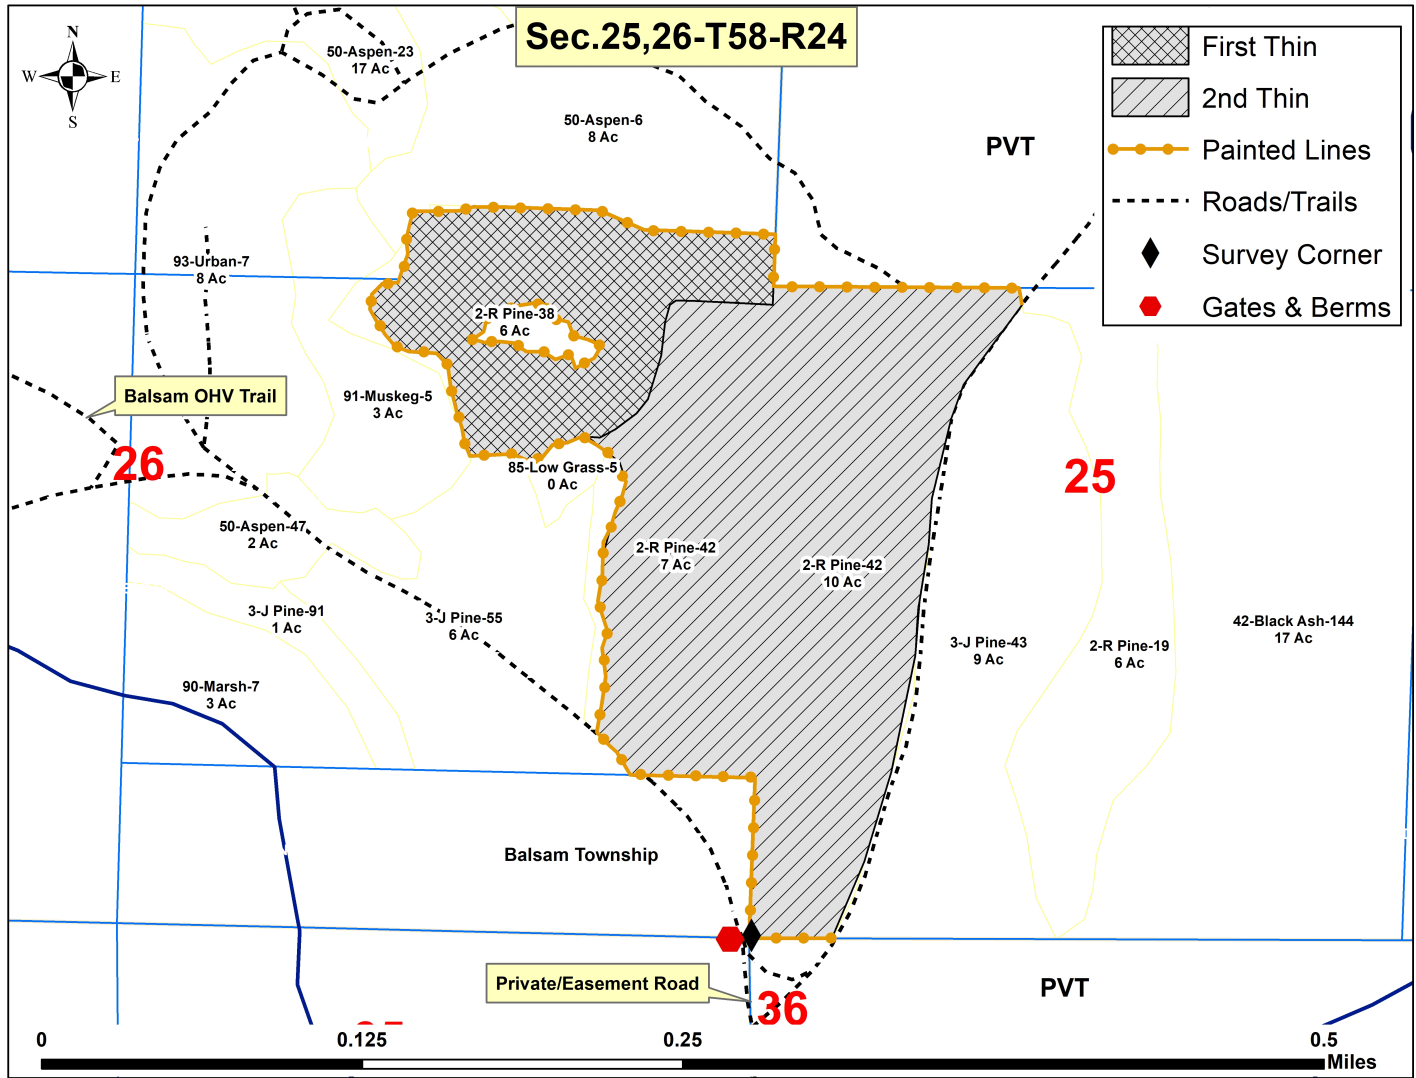 Sec.25,26-T58-R24
N
W
E
S
First Thin
2nd Thin
Painted Lines
Roads/Trails
Survey Corner
Gates & Berms
50-Aspen-23
17 Ac
50-Aspen-6
8 Ac
PVT
93-Urban-7
8 Ac
2-R Pine-38
6 Ac
Balsam OHV Trail
91-Muskeg-5
3 Ac
26
25
85-Low Grass-5
0 Ac
50-Aspen-47
2 Ac
2-R Pine-42
7 Ac
2-R Pine-42
10 Ac
3-J Pine-91
1 Ac
3-J Pine-55
6 Ac
3-J Pine-43
9 Ac
2-R Pine-19
6 Ac
42-Black Ash-144
17 Ac
90-Marsh-7
3 Ac
Balsam Township
Private/Easement Road
36
PVT
0
0.125
0.25
0.5
Miles